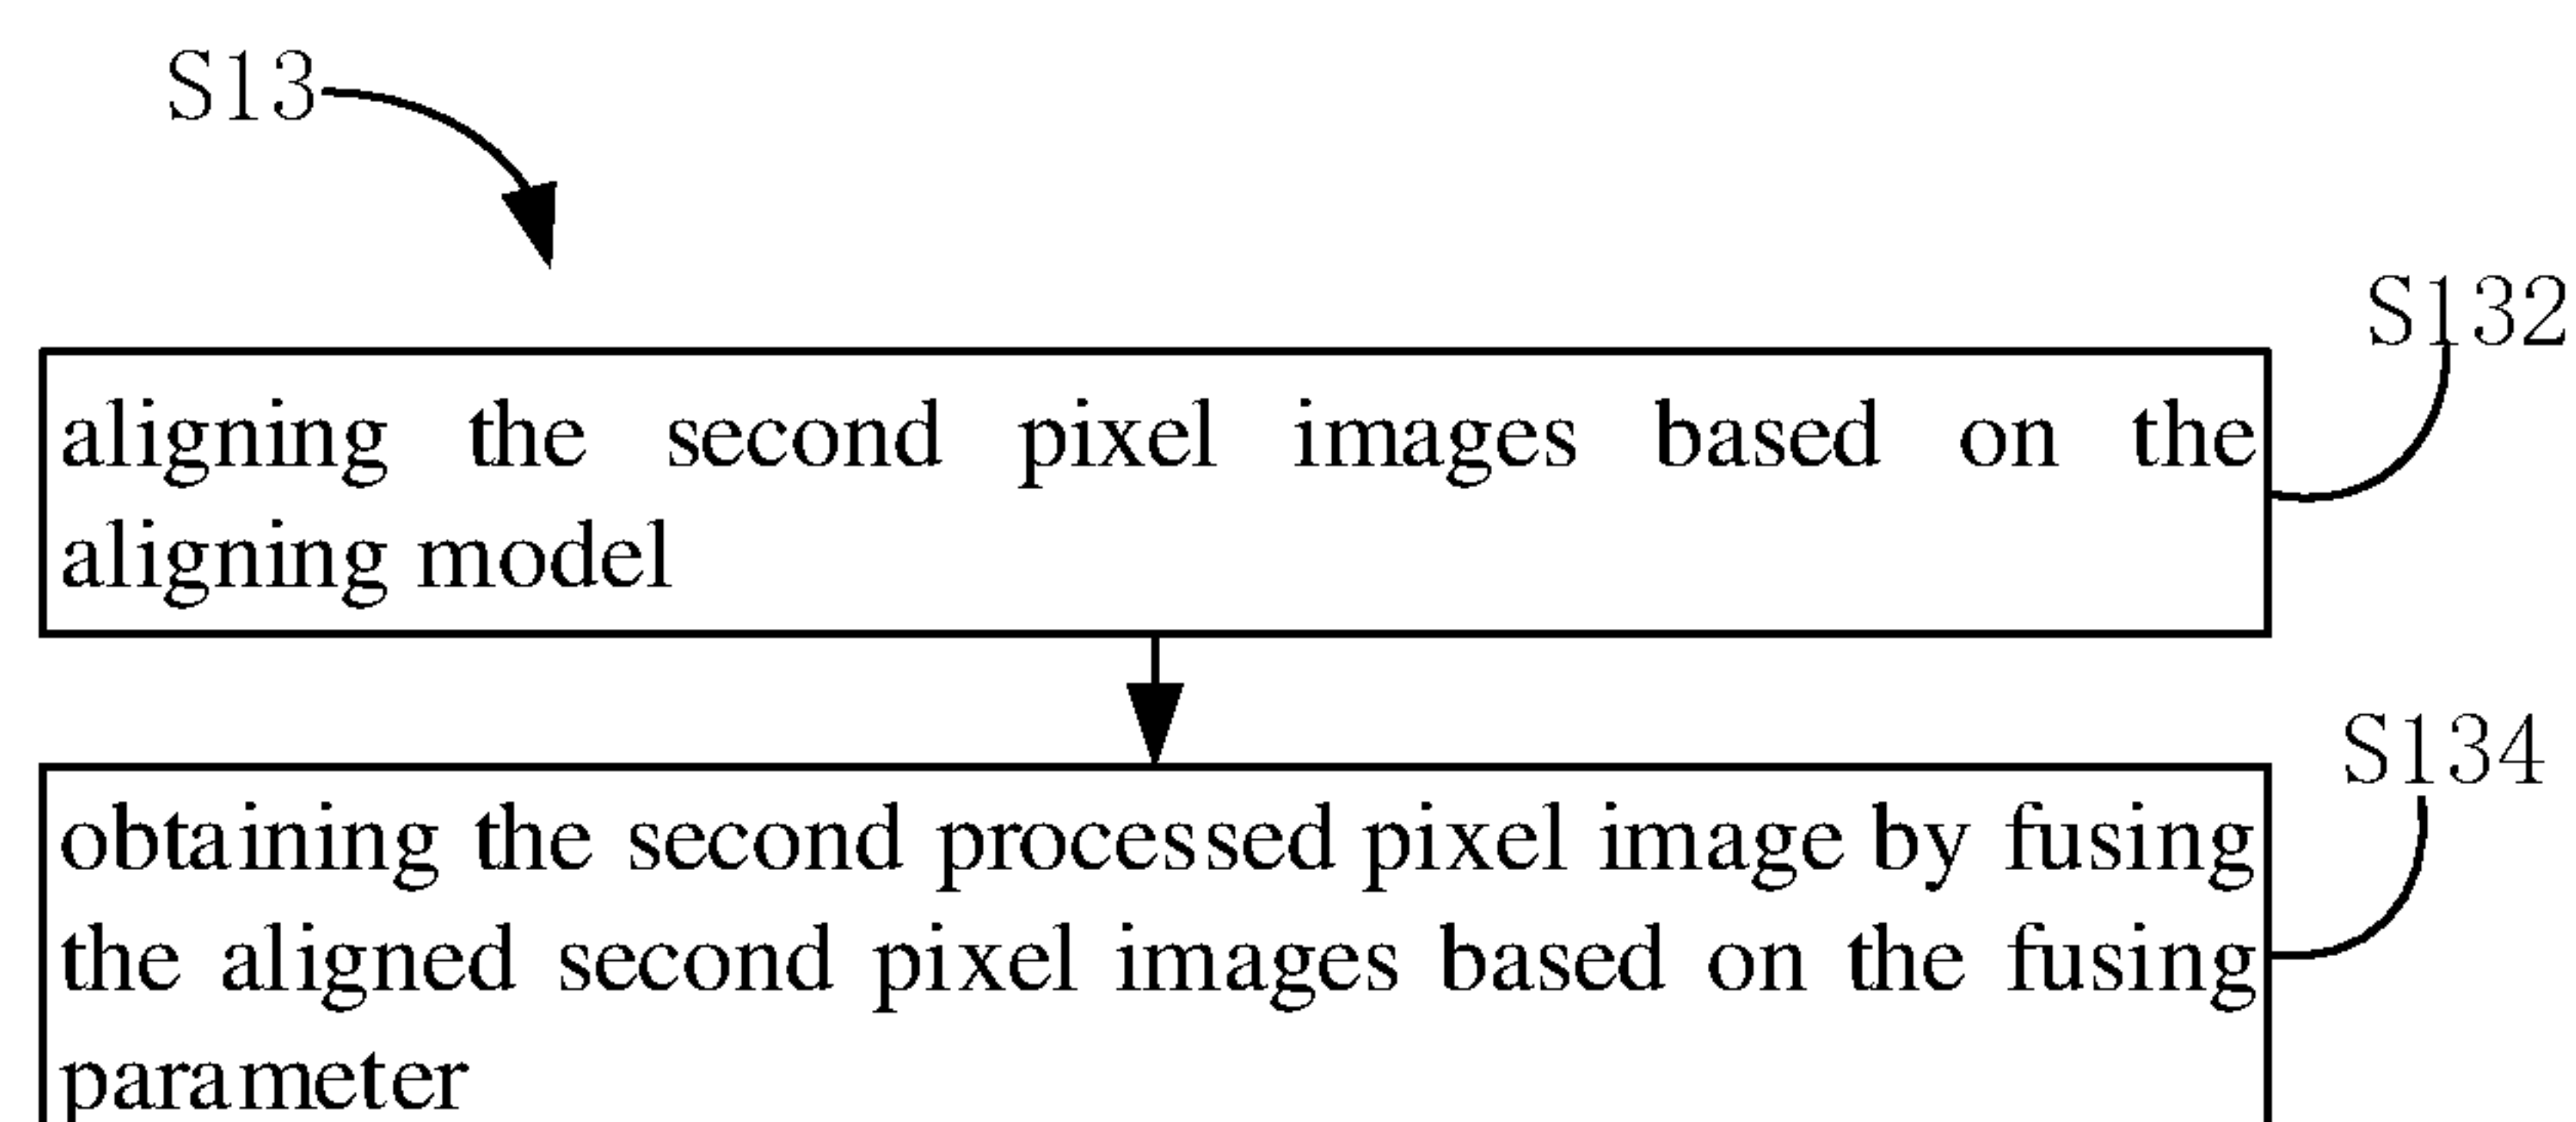 S13
S132
aligning the second pixel images based on the
aligning model
S134
obtaining the second processed pixel image by fusing
the aligned second pixel images based on the fusing
parameter